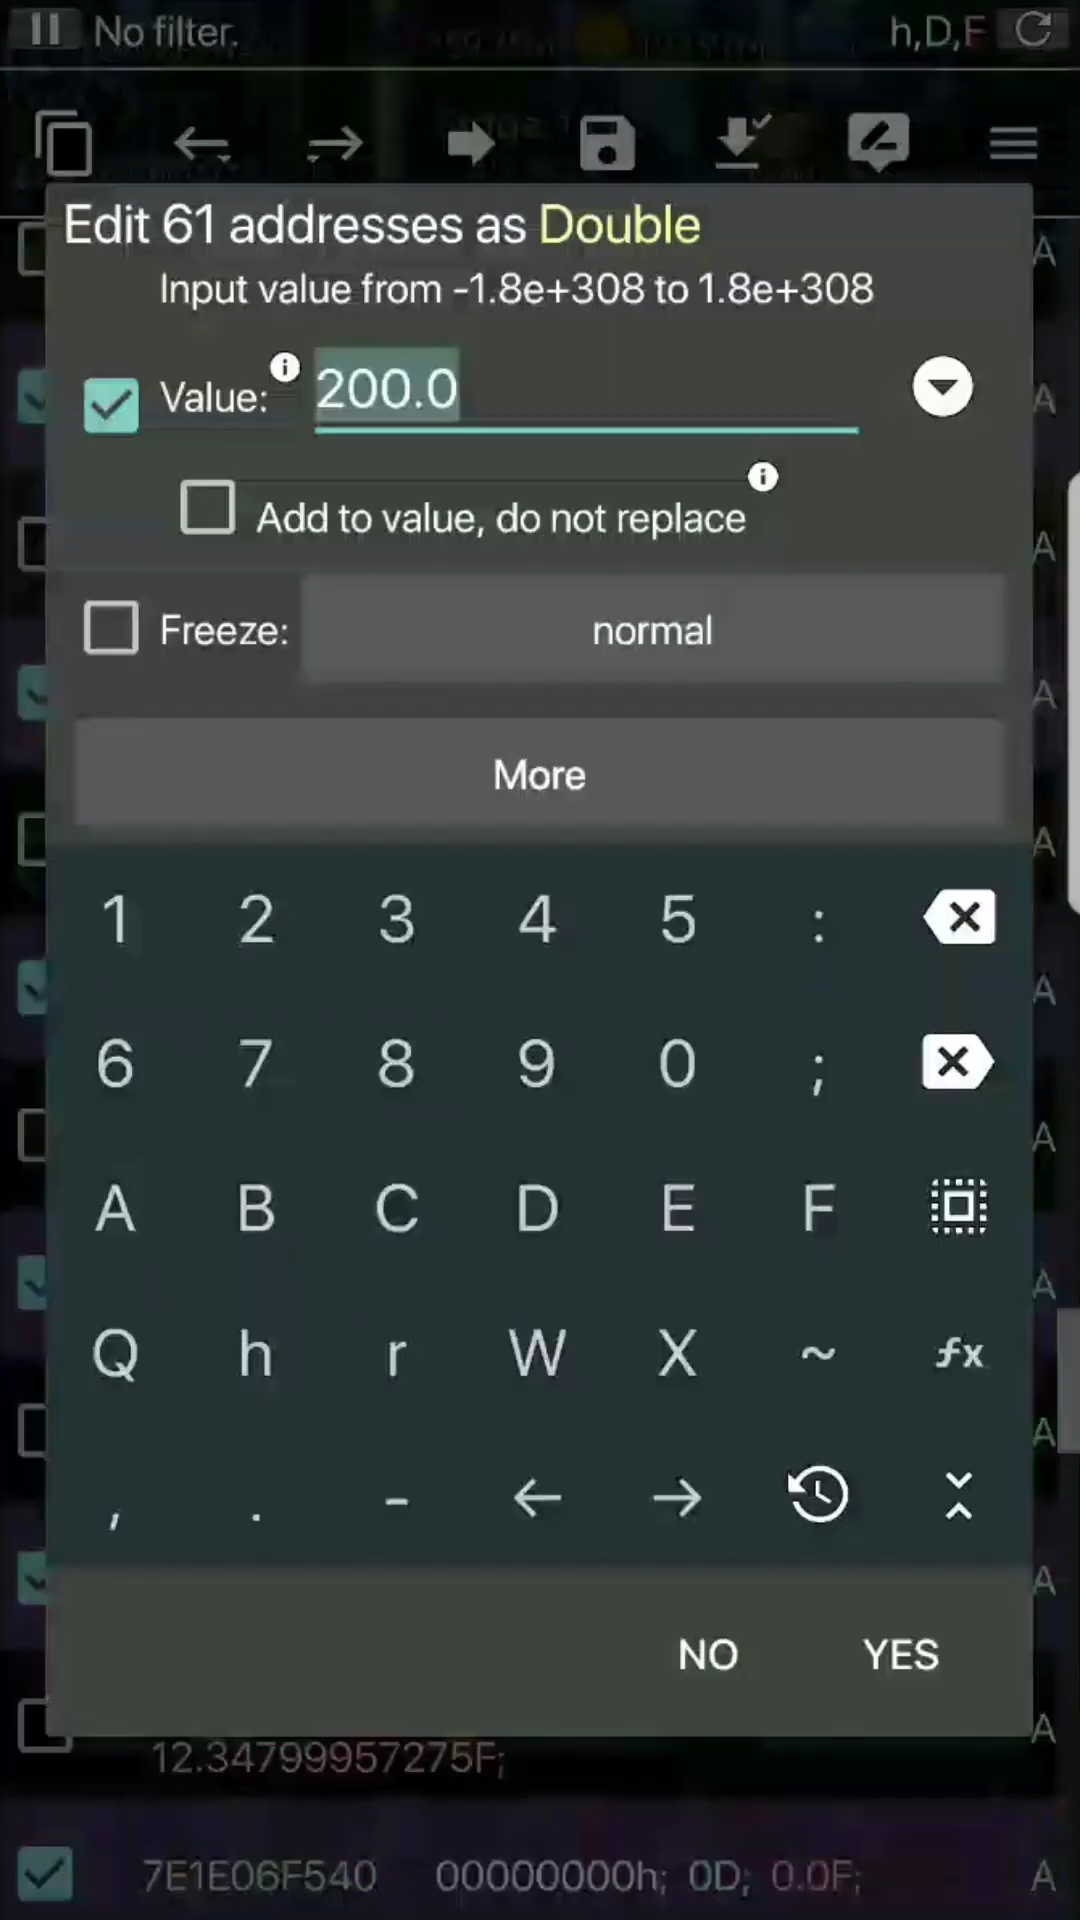 No filter. h,D,F
Edit 61 addresses as Double
Input value from -1.8e+308 to 1.8e+308
Value: 200.0
Add to value, do not replace
Freeze: normal
More
1 2 3 4 5 :
6 7 8 9 0 ;
A B C D E F
Q h r W X ~ fx
, . -
NO YES
12.34799957275F;
7E1E06F540 00000000h; 0D; 0.0F; A